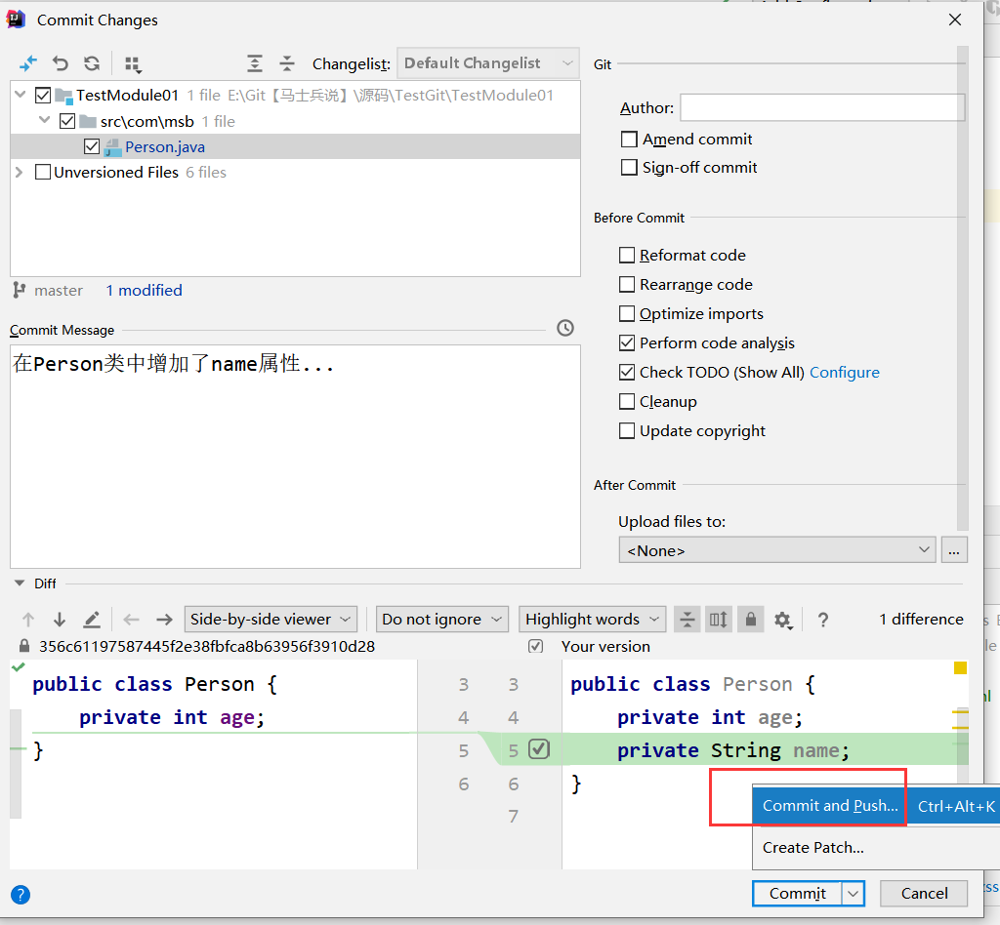 Commit Changes
Changelist: Default Changelist
TestModule01 1 file E:\Git【马士兵说】\源码\TestGit\TestModule01
src\com\msb 1 file
Person.java
Unversioned Files 6 files
master 1 modified
Commit Message
在Person类中增加了name属性...
Git
Author:
Amend commit
Sign-off commit
Before Commit
Reformat code
Rearrange code
Optimize imports
Perform code analysis
Check TODO (Show All) Configure
Cleanup
Update copyright
After Commit
Upload files to:
<None>
...
Diff
Side-by-side viewer Do not ignore Highlight words ? 1 difference
356c61197587445f2e38fbfca8b63956f3910d28 Your version
public class Person { 3 3 public class Person {
private int age; 4 4 private int age;
} 5 5 private String name;
6 6 }
7
Commit and Push... Ctrl+Alt+K
Create Patch...
? Commit Cancel